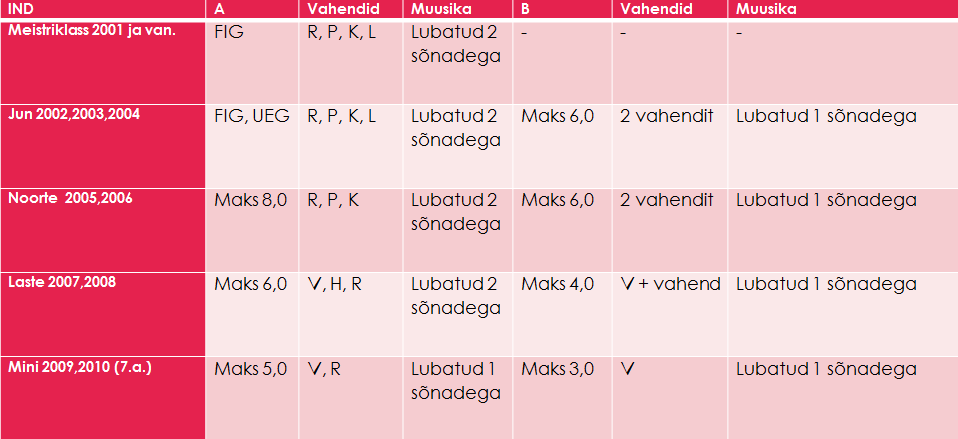 IND A Vahendid Muusika B Vahendid Muusika
Meistriklass 2001 ja van. FIG R, P, K, L Lubatud 2 - - -
sõnadega
Jun 2002,2003,2004 FIG, UEG R, P, K, L Lubatud 2 Maks 6,0 2 vahendit Lubatud 1 sõnadega
sõnadega
Noorte 2005,2006 Maks 8,0 R, P, K Lubatud 2 Maks 6,0 2 vahendit Lubatud 1 sõnadega
sõnadega
Laste 2007,2008 Maks 6,0 V, H, R Lubatud 2 Maks 4,0 V + vahend Lubatud 1 sõnadega
sõnadega
Mini 2009,2010 (7.a.) Maks 5,0 V, R Lubatud 1 Maks 3,0 V Lubatud 1 sõnadega
sõnadega